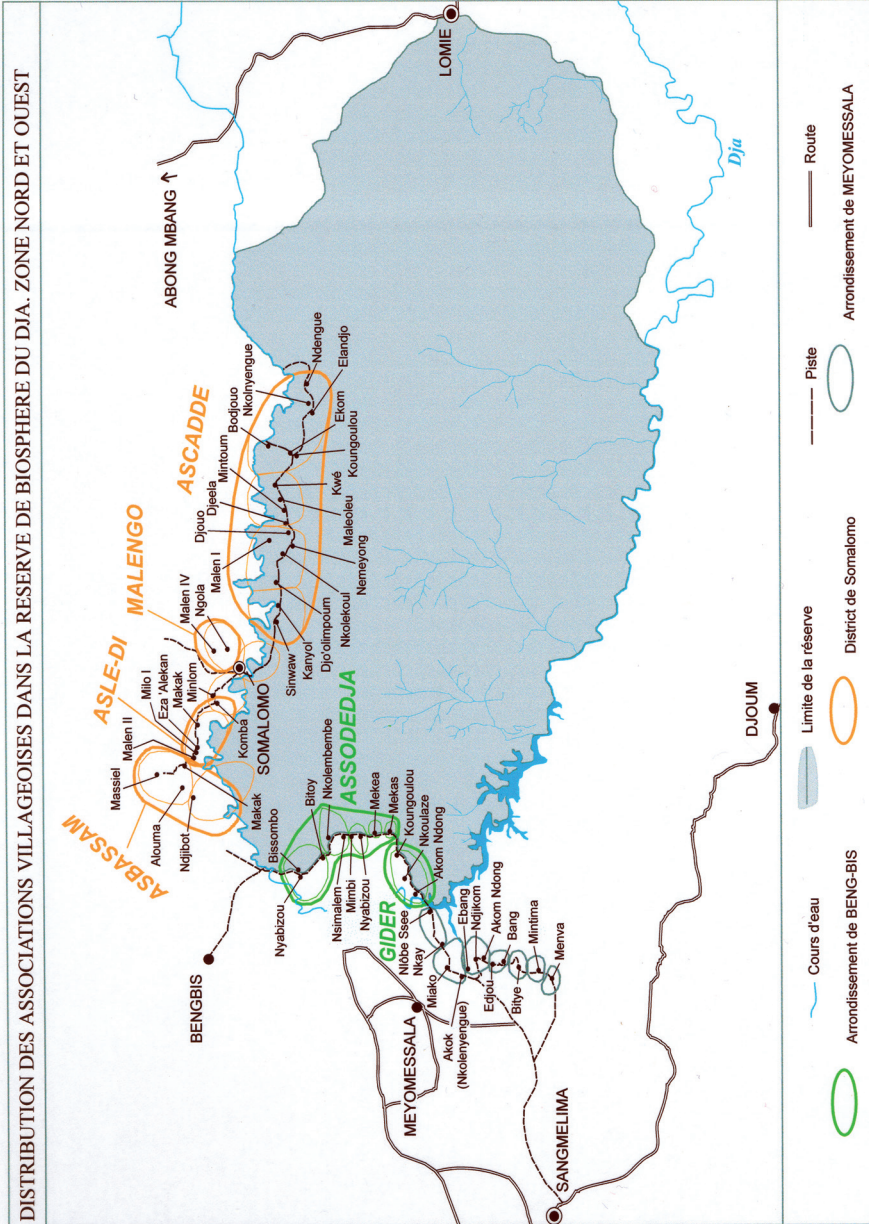 DISTRIBUTION DES ASSOCIATIONS VILLAGEOISES DANS LA RESERVE DE BIOSPHERE DU DJA. ZONE NORD ET OUEST
ABONG MBANG
LOMIE
Dja
ASCADDE
Bodjouo
Nkolnyengue
Ndengue
Elandjo
Ekom
Koungoulou
Mintoum
Kwé
Djeela
Maleoleu
Djouo
Malen I
Nemeyong
Nkolekoul
Djo'olimpoum
Kanyol
Sinwaw
MALENGO
Malen IV
Ngola
SOMALOMO
ASLE-DI
Milo I
Eza 'Alekan
Makak
Minlom
Komba
Malen II
ASBASSAM
Massiel
Alouma
Ndjibot
Makak
BENGBIS
ASSODEDJA
Bissombo
Bitoy
Nkolembembe
Nyabizou
Nsimalem
Mimbi
Nyabizou
Mekea
Mekas
GIDER
Koungoulou
Nkoulaze
Akom Ndong
Nlòbe Ssee
Nkay
Miako
Ebang
Ndjikom
Akom Ndong
Bang
Mintima
Menva
Akok
(Nkolenyengue)
Edjou
Bitye
MEYOMESSALA
SANGMELIMA
DJOUM
Cours d'eau
Limite de la réserve
Piste
Route
Arrondissement de BENG-BIS
District de Somalomo
Arrondissement de MEYOMESSALA